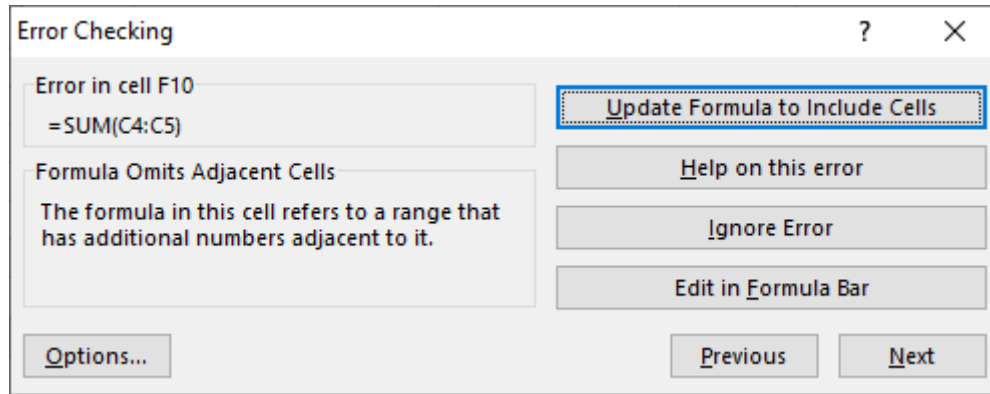 Error Checking
?
Error in cell F10
=SUM(C4:C5)
Formula Omits Adjacent Cells
The formula in this cell refers to a range that
has additional numbers adjacent to it.
Update Formula to Include Cells
Help on this error
Ignore Error
Edit in Formula Bar
Options...
Previous
Next